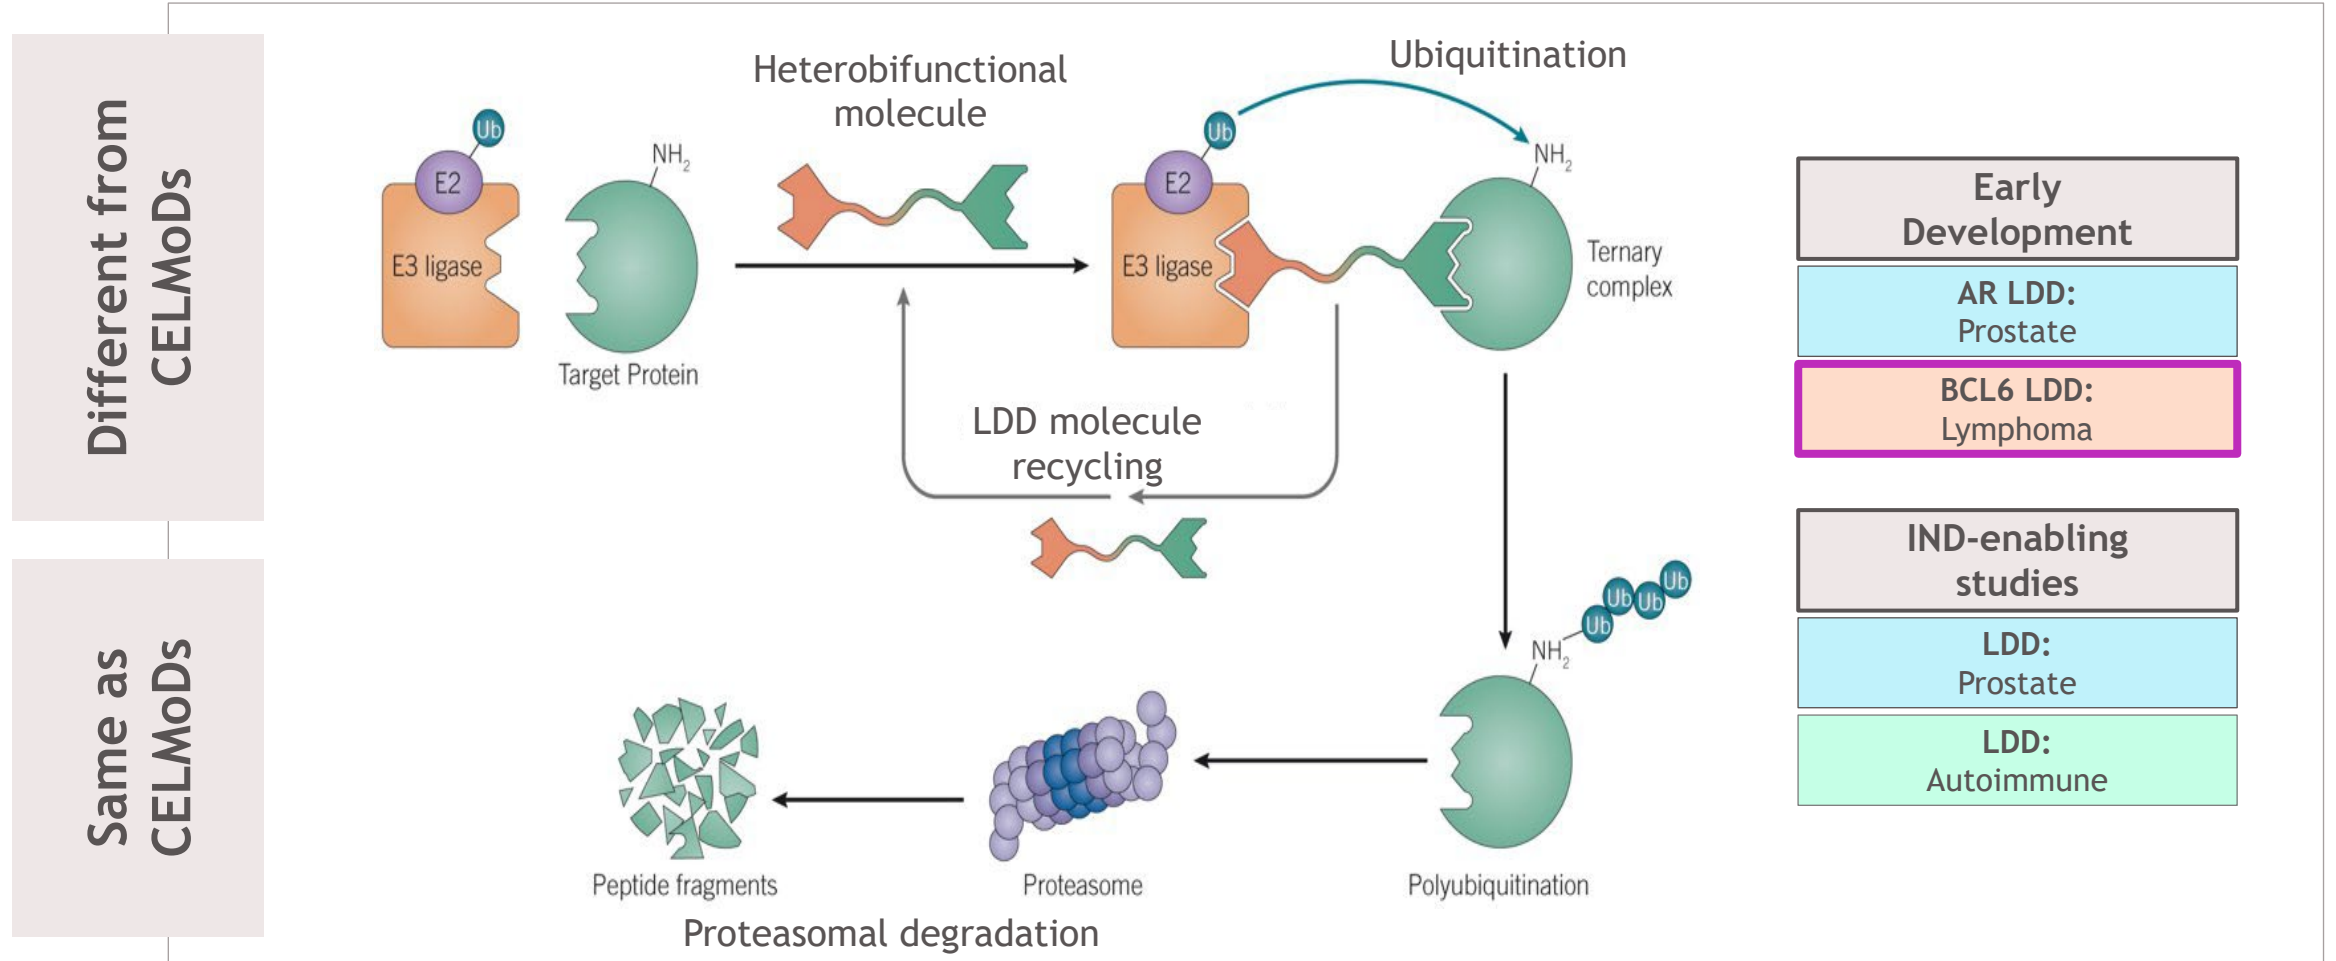 Different from
CELMoDs
Same as
CELMoDs
Heterobifunctional
molecule
Ubiquitination
Ub
E2
E3 ligase
NH2
Target Protein
Ub
E2
E3 ligase
NH2
Ternary
complex
LDD molecule
recycling
Ub
Ub
Ub
Ub
NH2
Polyubiquitination
Proteasome
Peptide fragments
Proteasomal degradation
Early
Development
AR LDD:
Prostate
BCL6 LDD:
Lymphoma
IND-enabling
studies
LDD:
Prostate
LDD:
Autoimmune